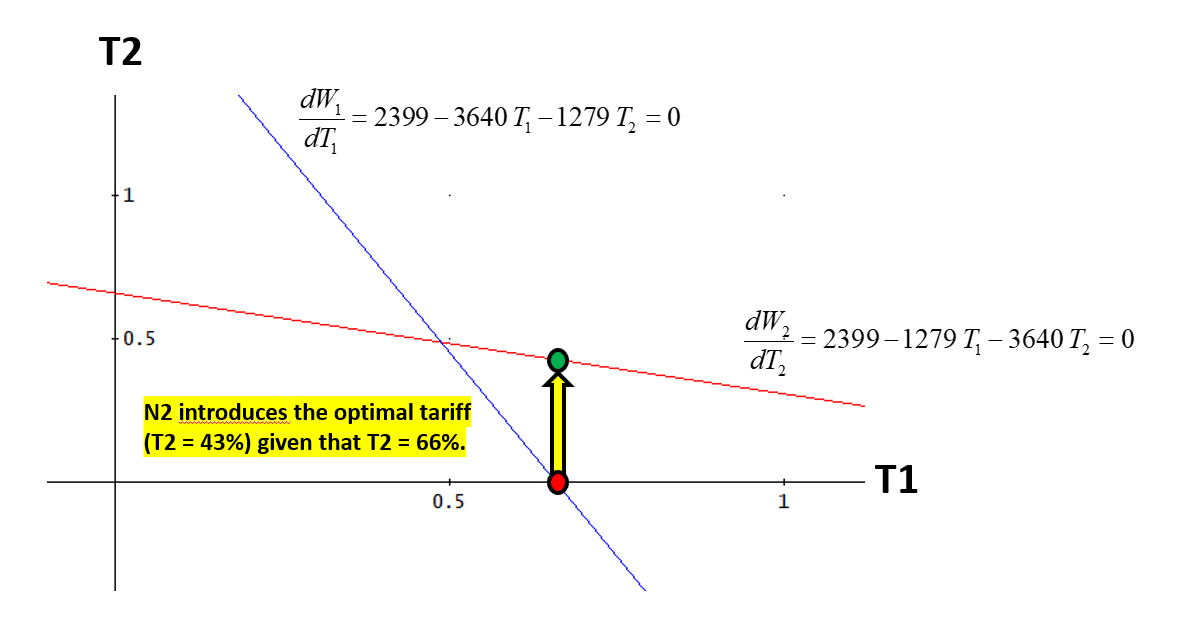 T2
dW₁/dT₁ = 2399 − 3640 T₁ − 1279 T₂ = 0
1
dW₂/dT₂ = 2399 − 1279 T₁ − 3640 T₂ = 0
0.5
N2 introduces the optimal tariff
(T2 = 43%) given that T2 = 66%.
T1
0.5
1